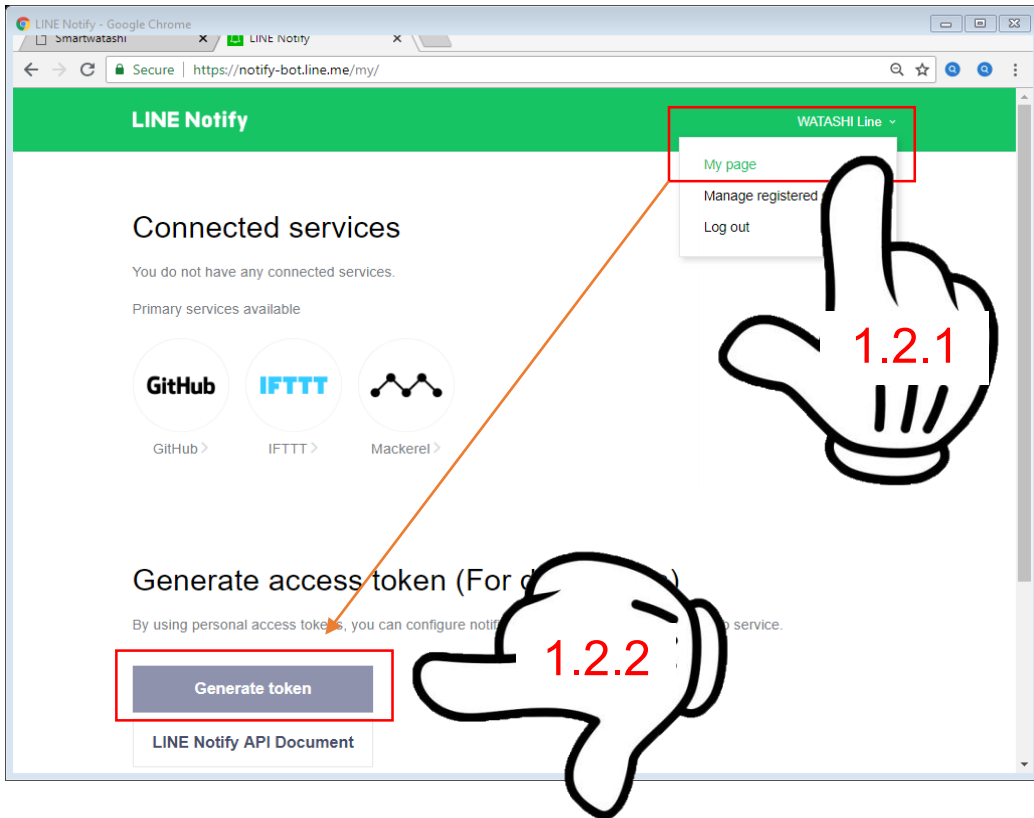 LINE Notify - Google Chrome
Smartwatashi
LINE Notify
Secure https://notify-bot.line.me/my/
LINE Notify
WATASHI Line
My page
Manage registered
Log out
Connected services
You do not have any connected services.
Primary services available
1.2.1
GitHub
IFTTT
GitHub
IFTTT
Mackerel
Generate access token (For d
By using personal access tokens, you can configure notif
service.
1.2.2
Generate token
LINE Notify API Document